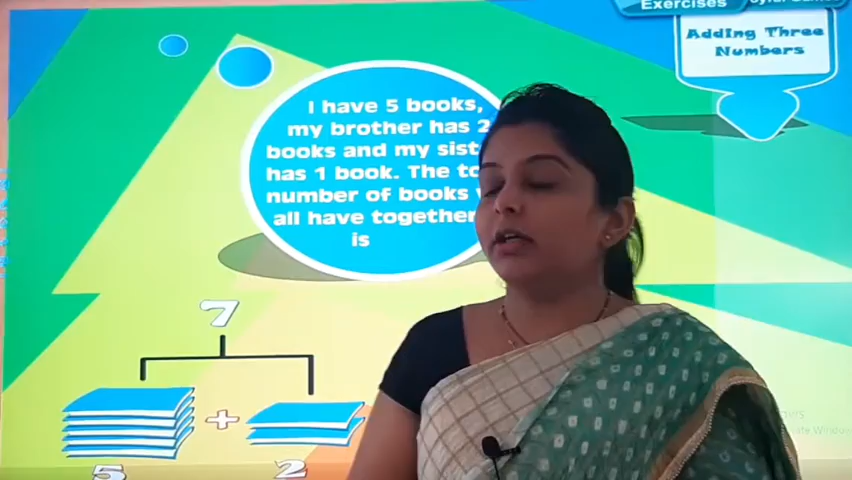 Exercises
Adding Three
Numbers
I have 5 books,
my brother has 2
books and my
has 1 book. The
number of books
all have together
is
7
+
5
2